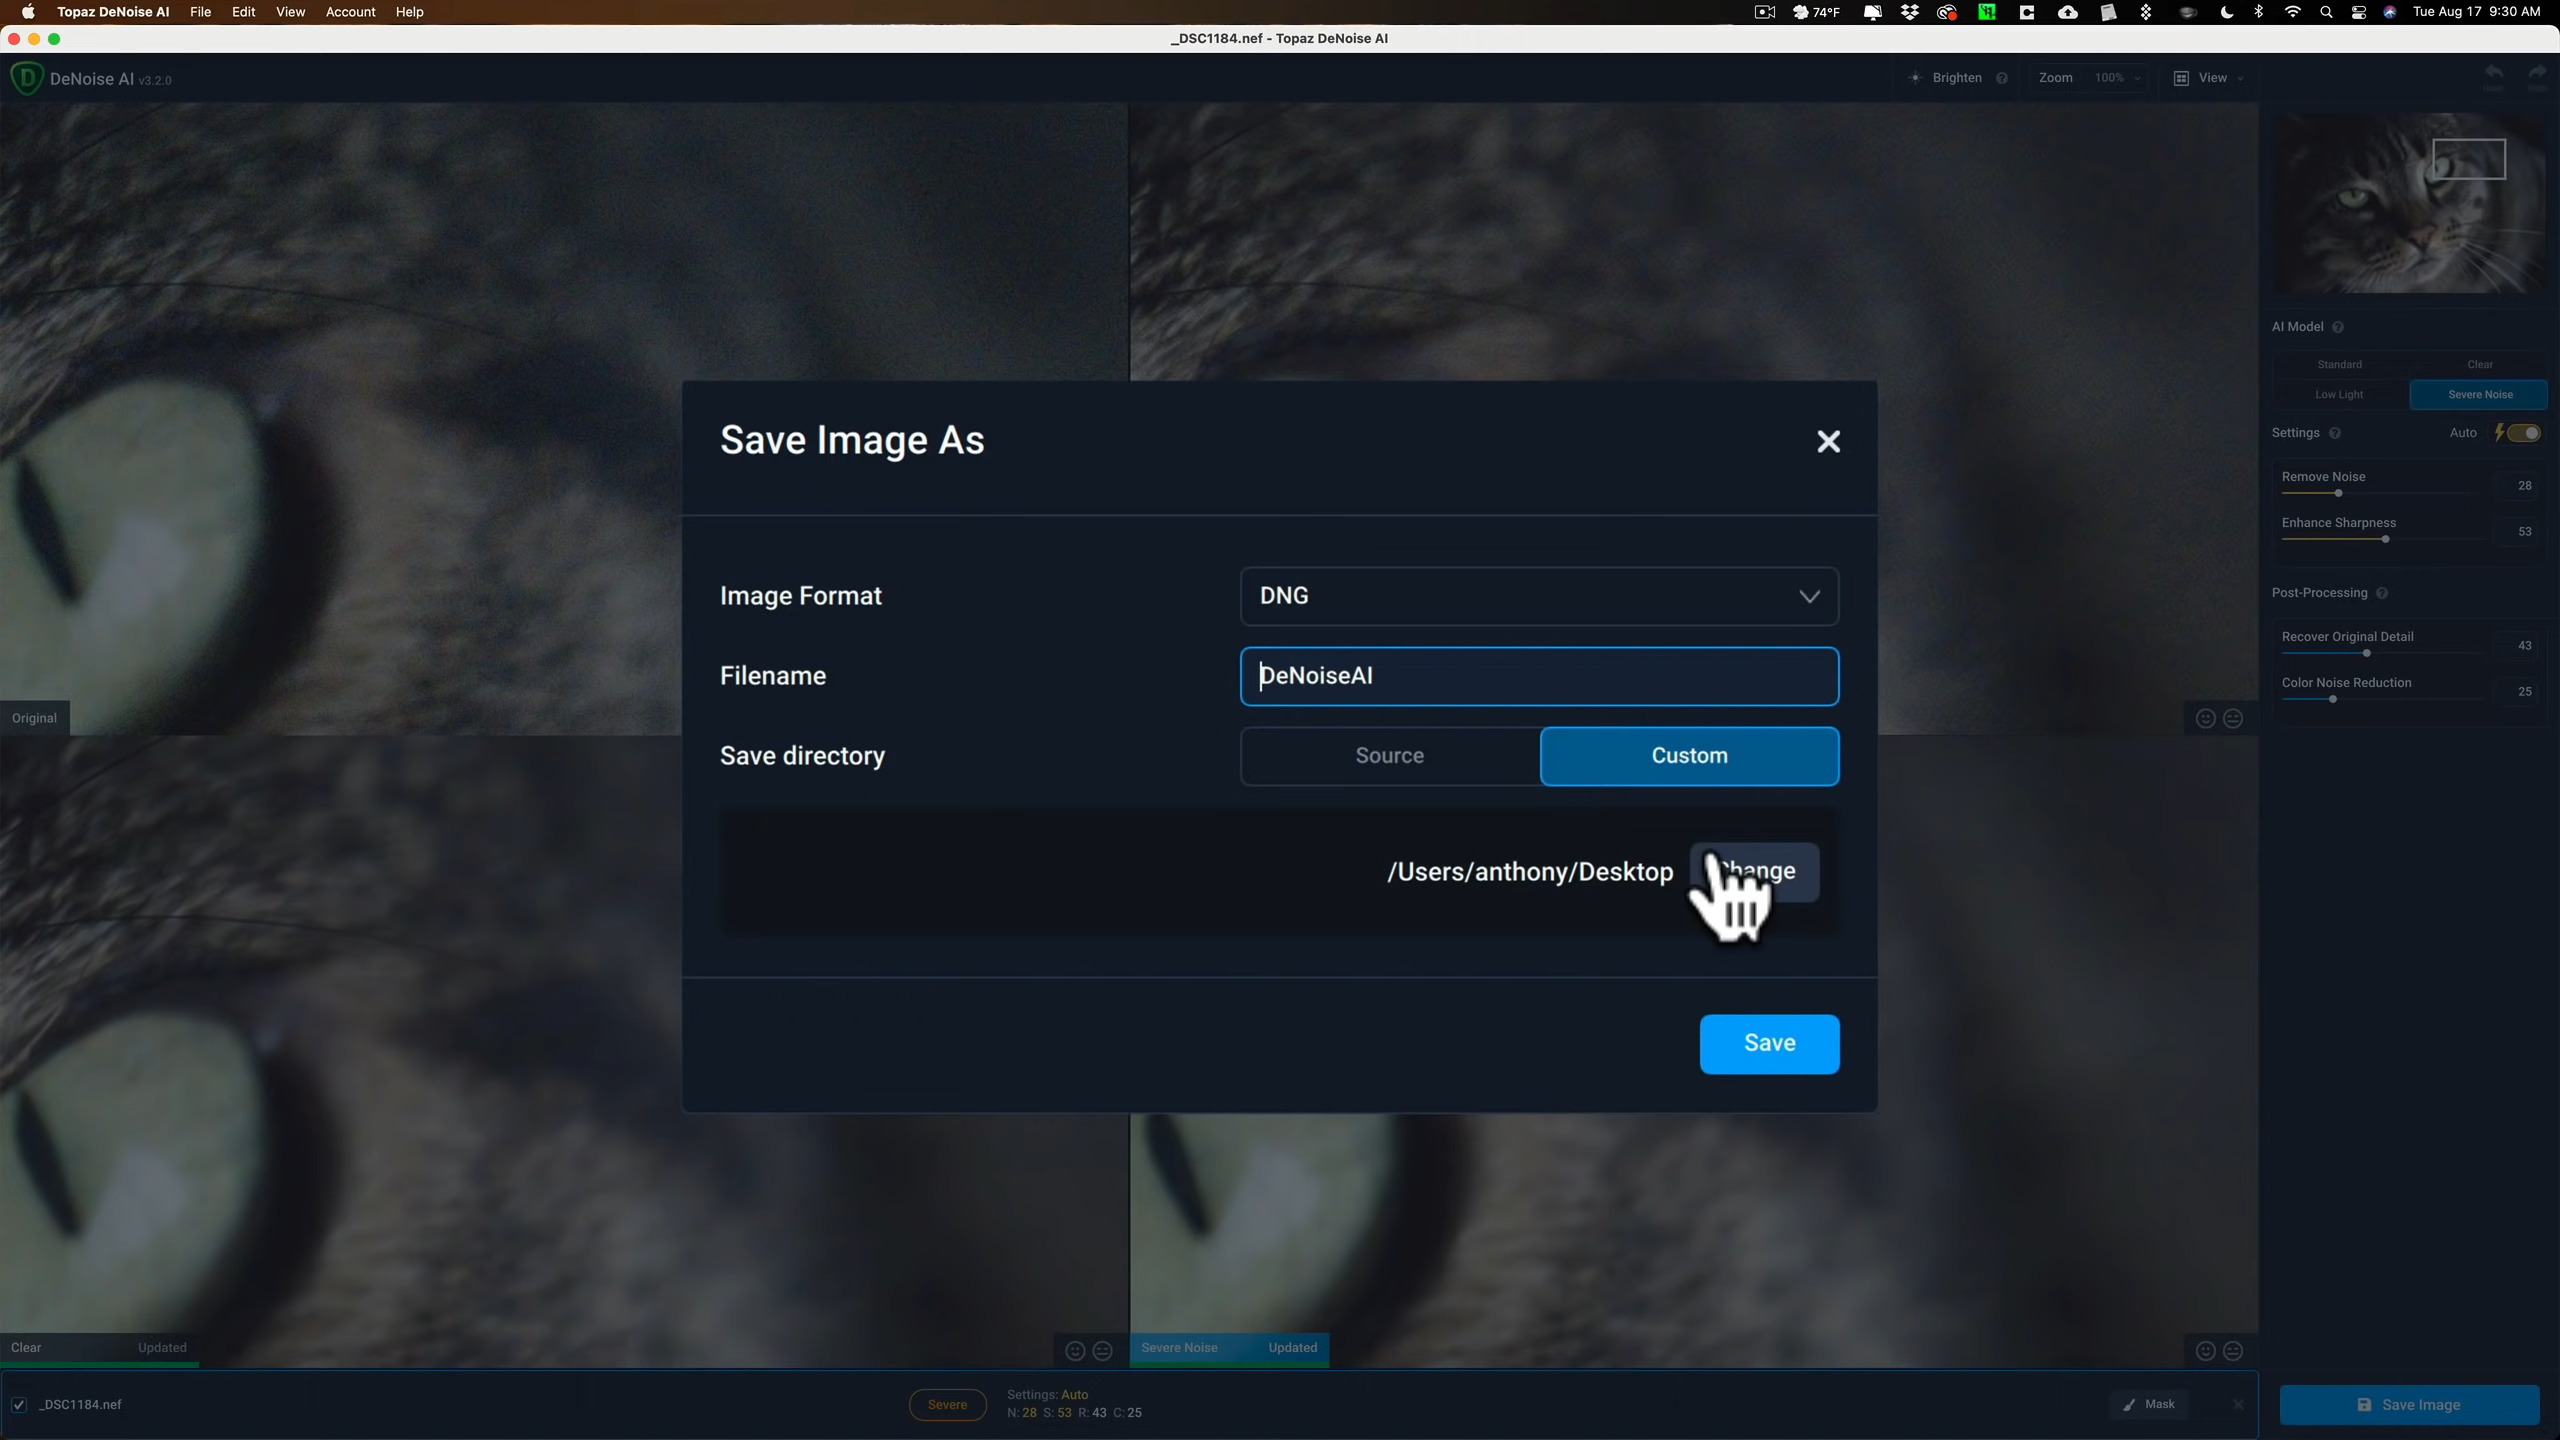 Topaz DeNoise AI File Edit View Account Help 74°F Tue Aug 17 9:30 AM
_DSC1184.nef - Topaz DeNoise AI
DeNoise AI v3.2.0 Brighten Zoom 100% View
AI Model
Standard Clear
Low Light Severe Noise
Settings Auto
Remove Noise 28
Enhance Sharpness 53
Post-Processing
Recover Original Detail 43
Color Noise Reduction 25
Save Image As
Image Format DNG
Filename DeNoiseAI
Save directory Source Custom
/Users/anthony/Desktop Change
Save
Original
Clear Updated
Severe Noise Updated
_DSC1184.nef Severe Settings: Auto
N: 28 S: 53 R: 43 C: 25
Mask
Save Image